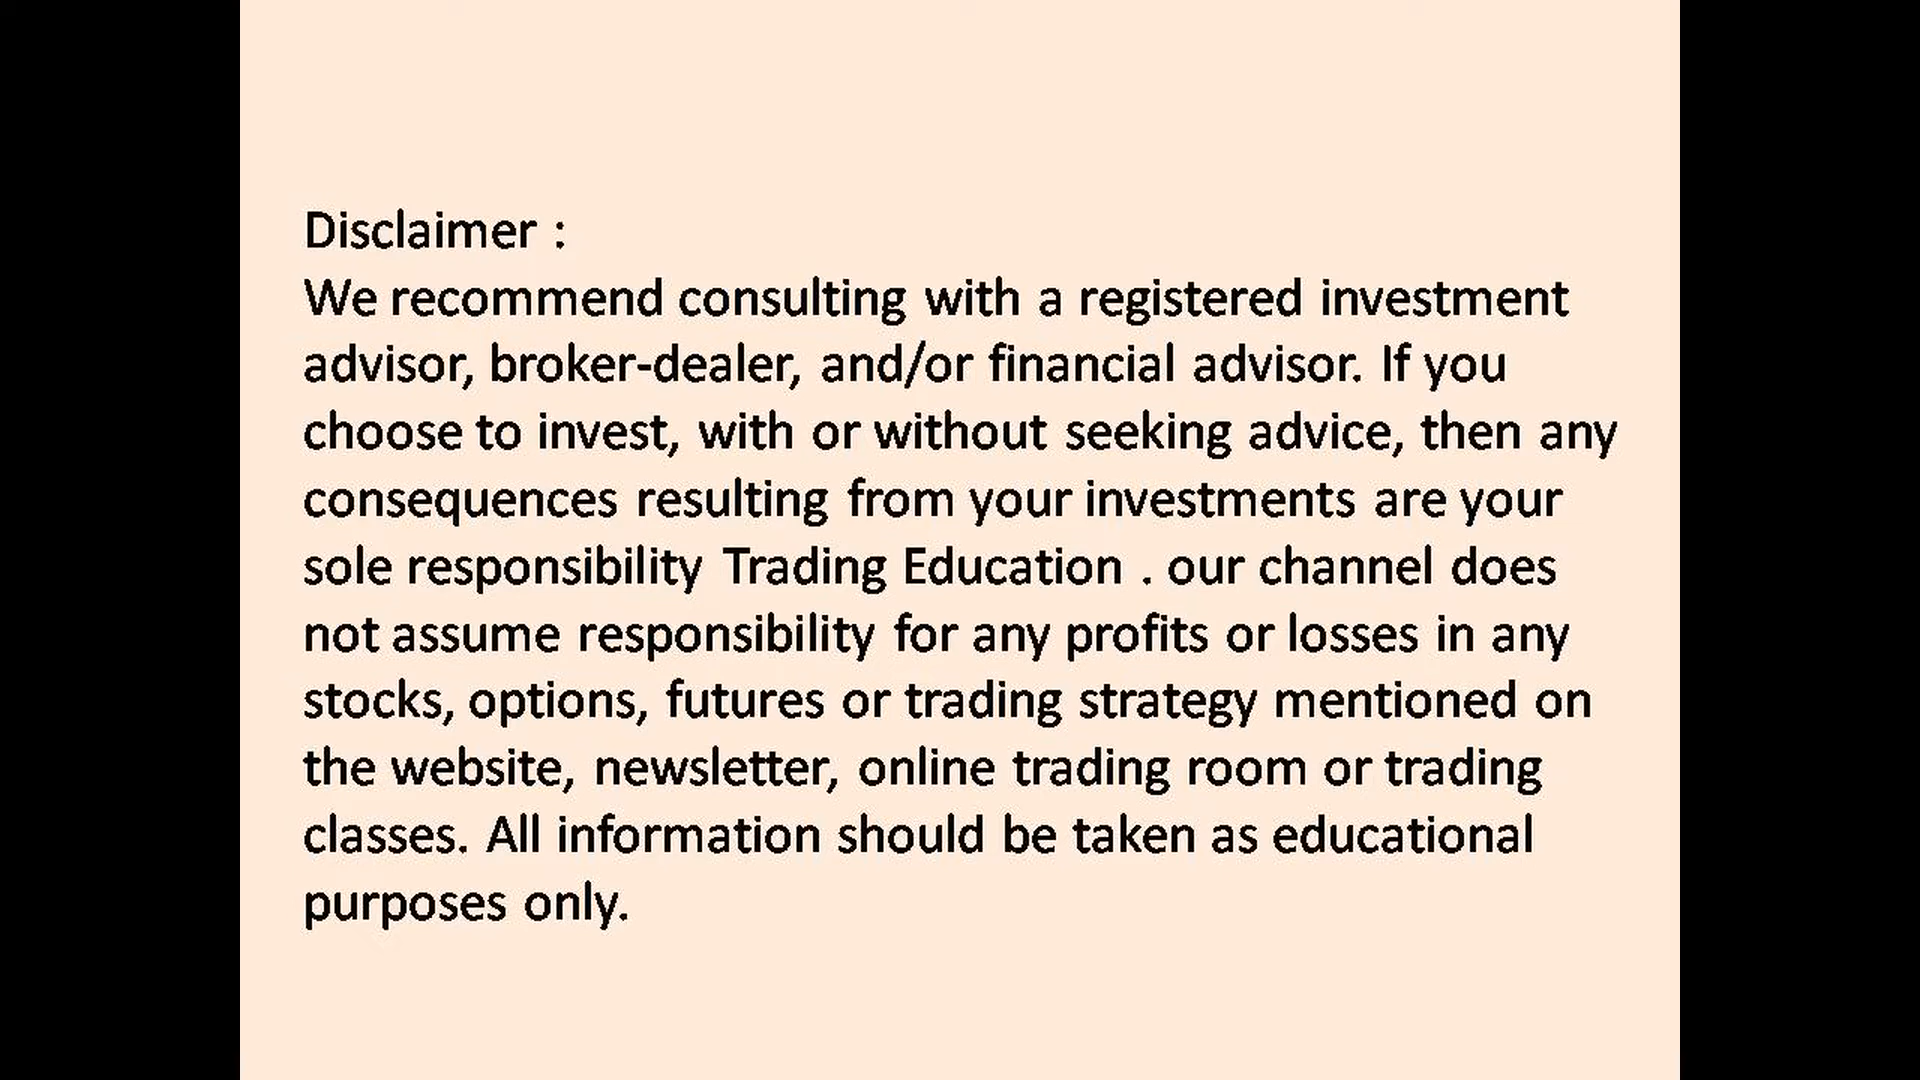 Disclaimer :
We recommend consulting with a registered investment
advisor, broker-dealer, and/or financial advisor. If you
choose to invest, with or without seeking advice, then any
consequences resulting from your investments are your
sole responsibility Trading Education . our channel does
not assume responsibility for any profits or losses in any
stocks, options, futures or trading strategy mentioned on
the website, newsletter, online trading room or trading
classes. All information should be taken as educational
purposes only.